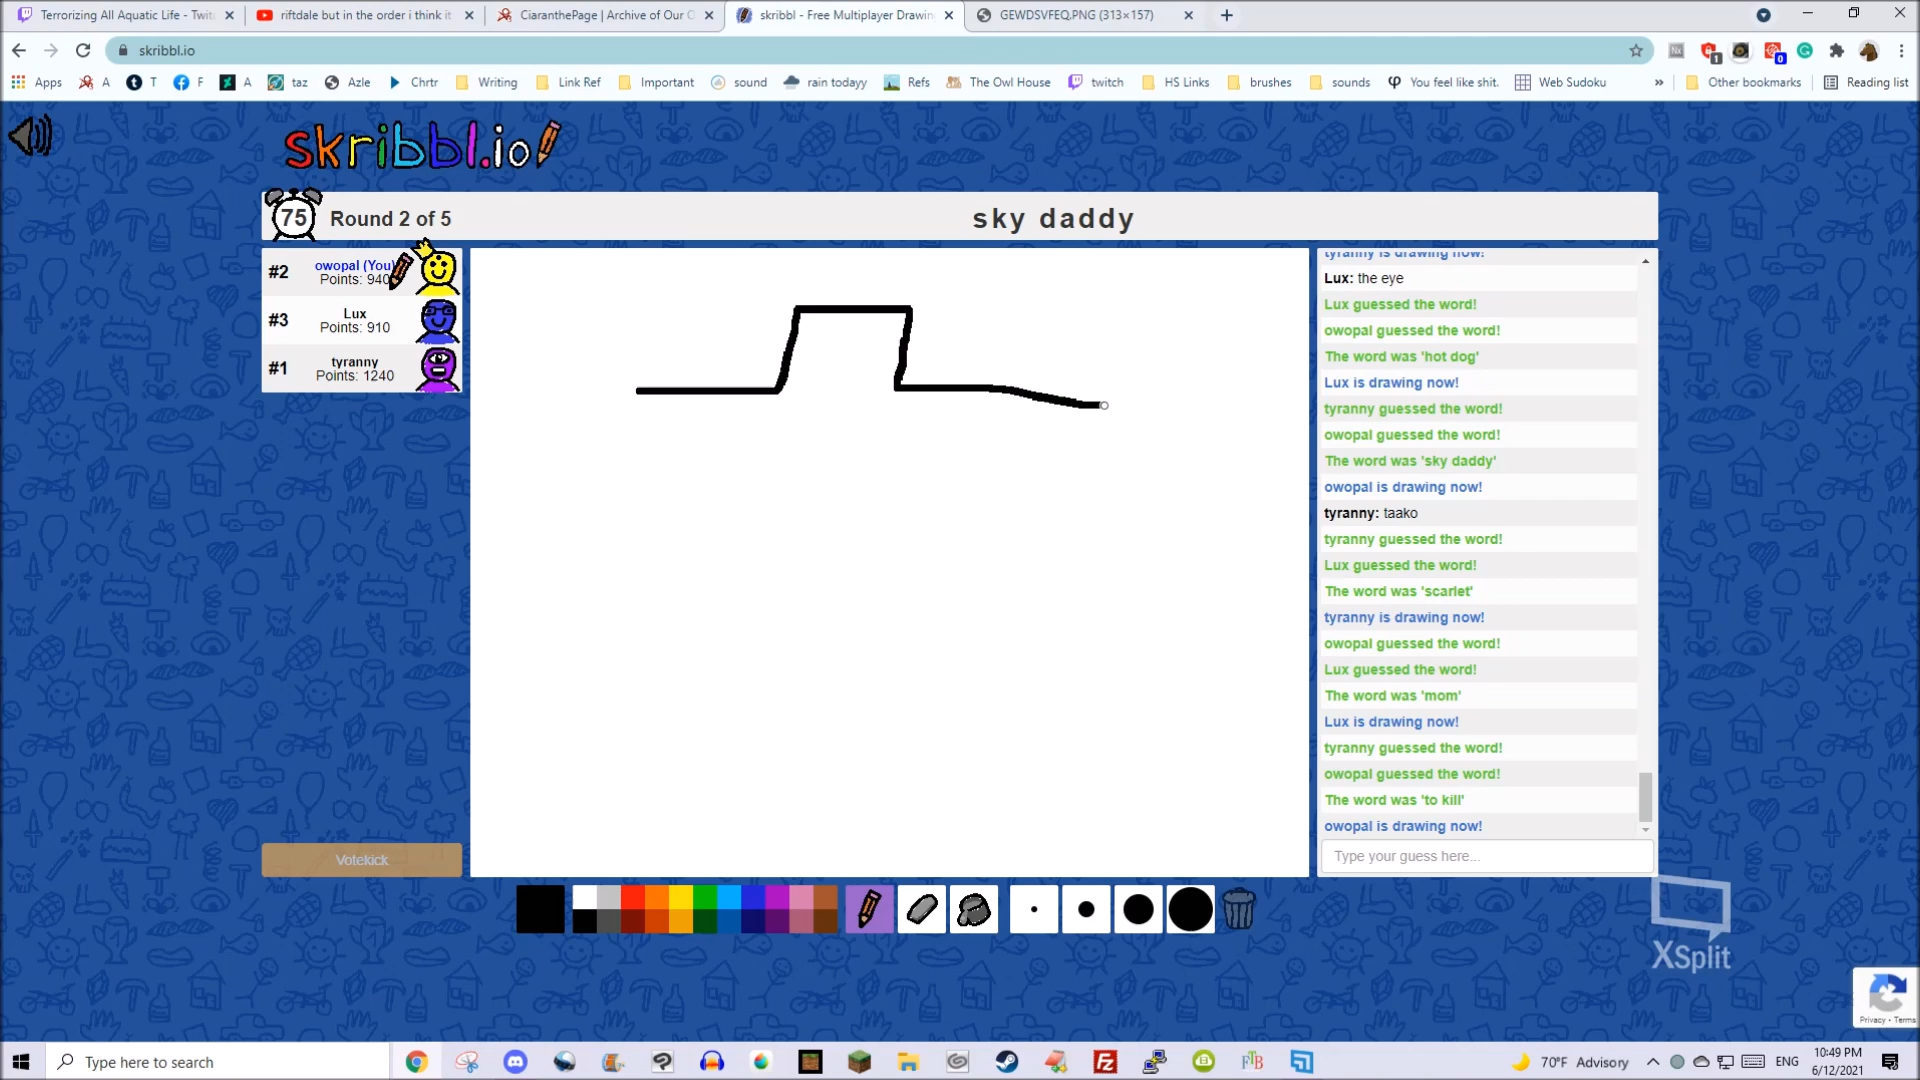 Terrorizing All Aquatic Life - Twit
riftdale but in the order i think it
CiaranthePage | Archive of Our O
skribbl - Free Multiplayer Drawin
GEWDSVFEQ.PNG (313×157)
skribbl.io
Apps
A
T
F
A
taz
Azle
Chrtr
Writing
Link Ref
Important
sound
rain todayy
Refs
The Owl House
twitch
HS Links
brushes
sounds
You feel like shit.
Web Sudoku
Other bookmarks
Reading list
skribbl.io
75
Round 2 of 5
sky daddy
#2
owopal (You)
Points: 940
#3
Lux
Points: 910
#1
tyranny
Points: 1240
tyranny is drawing now!
Lux: the eye
Lux guessed the word!
owopal guessed the word!
The word was 'hot dog'
Lux is drawing now!
tyranny guessed the word!
owopal guessed the word!
The word was 'sky daddy'
owopal is drawing now!
tyranny: taako
tyranny guessed the word!
Lux guessed the word!
The word was 'scarlet'
tyranny is drawing now!
owopal guessed the word!
Lux guessed the word!
The word was 'mom'
Lux is drawing now!
tyranny guessed the word!
owopal guessed the word!
The word was 'to kill'
owopal is drawing now!
Type your guess here...
Votekick
XSplit
Privacy - Terms
Type here to search
70°F Advisory
ENG
10:49 PM
6/12/2021